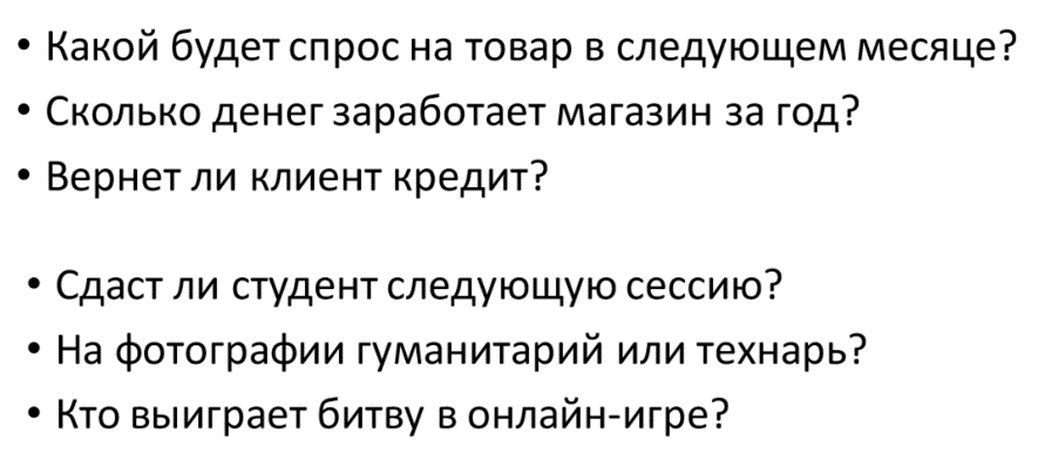 • Какой будет спрос на товар в следующем месяце?
• Сколько денег заработает магазин за год?
• Вернет ли клиент кредит?
• Сдаст ли студент следующую сессию?
• На фотографии гуманитарий или технарь?
• Кто выиграет битву в онлайн-игре?